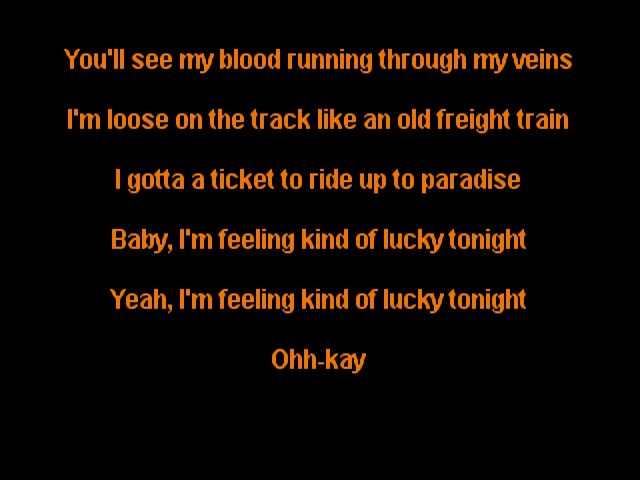 You'll see my blood running through my veins
I'm loose on the track like an old freight train
I gotta a ticket to ride up to paradise
Baby, I'm feeling kind of lucky tonight
Yeah, I'm feeling kind of lucky tonight
Ohh-kay